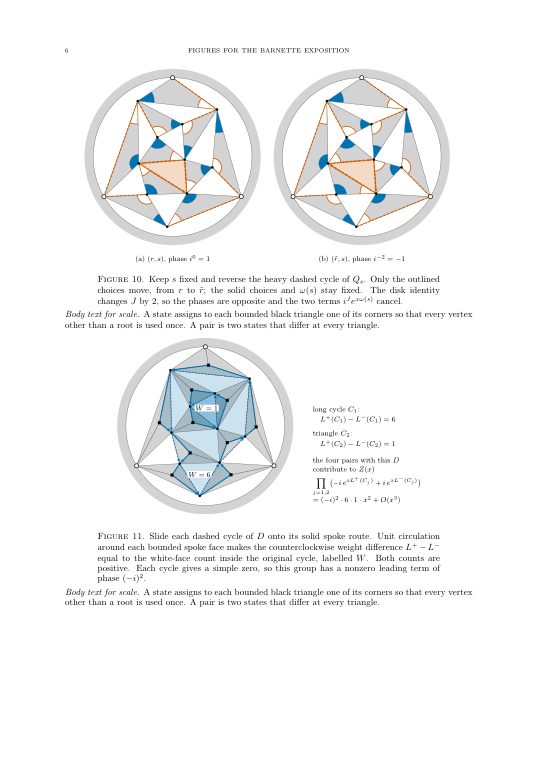 6
FIGURES FOR THE BARNETTE EXPOSITION
(a) (r, s), phase i⁰ = 1
(b) (r̃, s), phase i⁻² = −1
FIGURE 10. Keep s fixed and reverse the heavy dashed cycle of Qₛ. Only the outlined
choices move, from r to r̃; the solid choices and ω(s) stay fixed. The disk identity
changes J by 2, so the phases are opposite and the two terms i^J e^{xω(s)} cancel.
Body text for scale. A state assigns to each bounded black triangle one of its corners so that every vertex
other than a root is used once. A pair is two states that differ at every triangle.
W = 1
W = 6
long cycle C₁:
L⁺(C₁) − L⁻(C₁) = 6
triangle C₂:
L⁺(C₂) − L⁻(C₂) = 1
the four pairs with this D
contribute to Z(x)
∏_{j=1,2} (−i e^{xL⁺(C_j)} + i e^{xL⁻(C_j)})
= (−i)² · 6 · 1 · x² + O(x³)
FIGURE 11. Slide each dashed cycle of D onto its solid spoke route. Unit circulation
around each bounded spoke face makes the counterclockwise weight difference L⁺ − L⁻
equal to the white-face count inside the original cycle, labelled W. Both counts are
positive. Each cycle gives a simple zero, so this group has a nonzero leading term of
phase (−i)².
Body text for scale. A state assigns to each bounded black triangle one of its corners so that every vertex
other than a root is used once. A pair is two states that differ at every triangle.